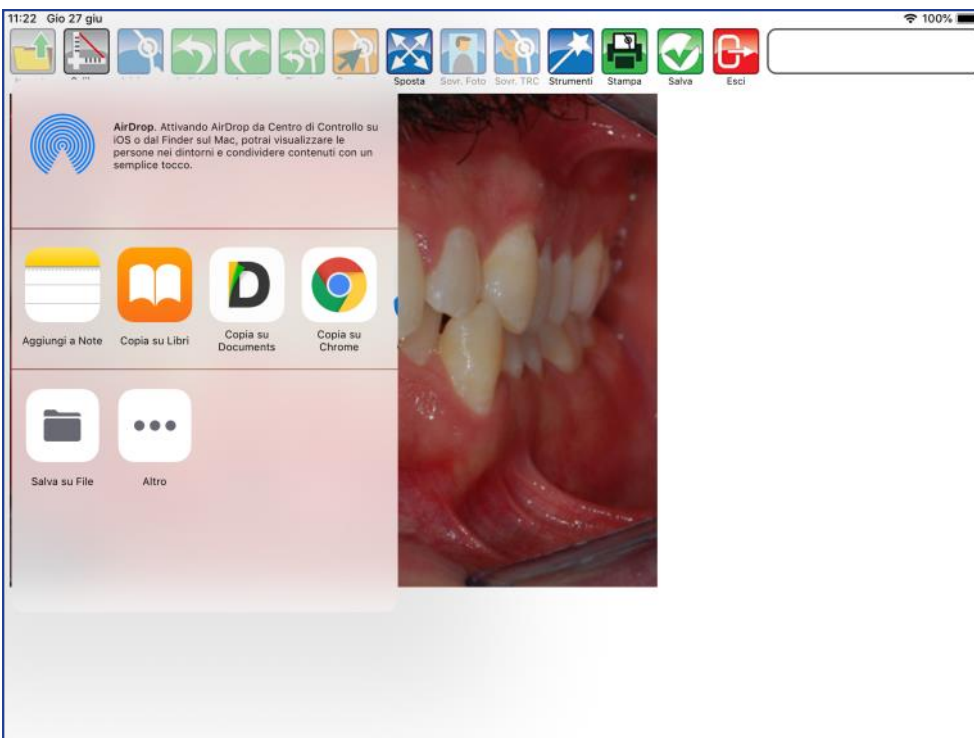 11:22 Gio 27 giu
100%
Sposta
Sovr. Foto
Sovr. TRC
Strumenti
Stampa
Salva
Esci
AirDrop. Attivando AirDrop da Centro di Controllo su
iOS o dal Finder sul Mac, potrai visualizzare le
persone nei dintorni e condividere contenuti con un
semplice tocco.
Aggiungi a Note
Copia su Libri
Copia su
Documents
Copia su
Chrome
Salva su File
Altro